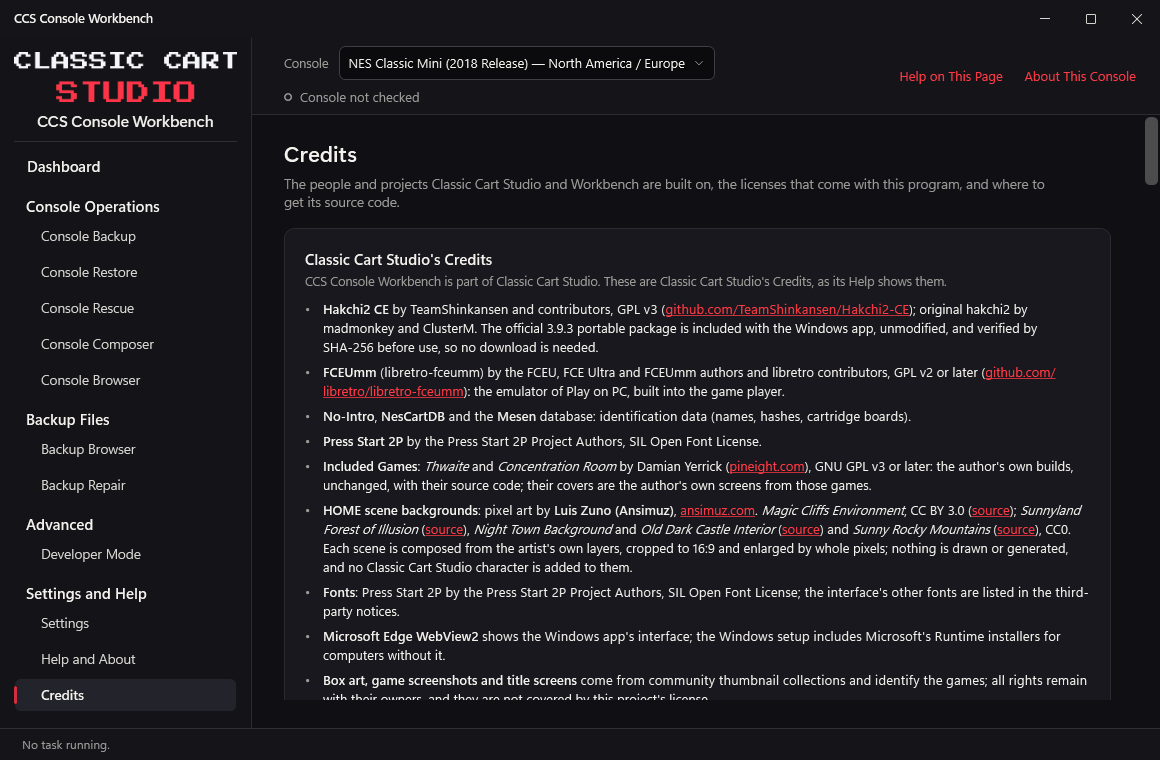 CCS Console Workbench
CLASSIC CART
STUDIO
CCS Console Workbench
Dashboard
Console Operations
Console Backup
Console Restore
Console Rescue
Console Composer
Console Browser
Backup Files
Backup Browser
Backup Repair
Advanced
Developer Mode
Settings and Help
Settings
Help and About
Credits
Console
NES Classic Mini (2018 Release) — North America / Europe
Console not checked
Help on This Page
About This Console
Credits
The people and projects Classic Cart Studio and Workbench are built on, the licenses that come with this program, and where to
get its source code.
Classic Cart Studio's Credits
CCS Console Workbench is part of Classic Cart Studio. These are Classic Cart Studio's Credits, as its Help shows them.
• Hakchi2 CE by TeamShinkansen and contributors, GPL v3 (github.com/TeamShinkansen/Hakchi2-CE); original hakchi2 by
madmonkey and ClusterM. The official 3.9.3 portable package is included with the Windows app, unmodified, and verified by
SHA-256 before use, so no download is needed.
• FCEUmm (libretro-fceumm) by the FCEU, FCE Ultra and FCEUmm authors and libretro contributors, GPL v2 or later (github.com/
libretro/libretro-fceumm): the emulator of Play on PC, built into the game player.
• No-Intro, NesCartDB and the Mesen database: identification data (names, hashes, cartridge boards).
• Press Start 2P by the Press Start 2P Project Authors, SIL Open Font License.
• Included Games: Thwaite and Concentration Room by Damian Yerrick (pineight.com), GNU GPL v3 or later: the author's own builds,
unchanged, with their source code; their covers are the author's own screens from those games.
• HOME scene backgrounds: pixel art by Luis Zuno (Ansimuz), ansimuz.com. Magic Cliffs Environment, CC BY 3.0 (source); Sunnyland
Forest of Illusion (source), Night Town Background and Old Dark Castle Interior (source) and Sunny Rocky Mountains (source), CC0.
Each scene is composed from the artist's own layers, cropped to 16:9 and enlarged by whole pixels; nothing is drawn or generated,
and no Classic Cart Studio character is added to them.
• Fonts: Press Start 2P by the Press Start 2P Project Authors, SIL Open Font License; the interface's other fonts are listed in the third-
party notices.
• Microsoft Edge WebView2 shows the Windows app's interface; the Windows setup includes Microsoft's Runtime installers for
computers without it.
• Box art, game screenshots and title screens come from community thumbnail collections and identify the games; all rights remain
with their owners, and they are not covered by this project's license.
No task running.